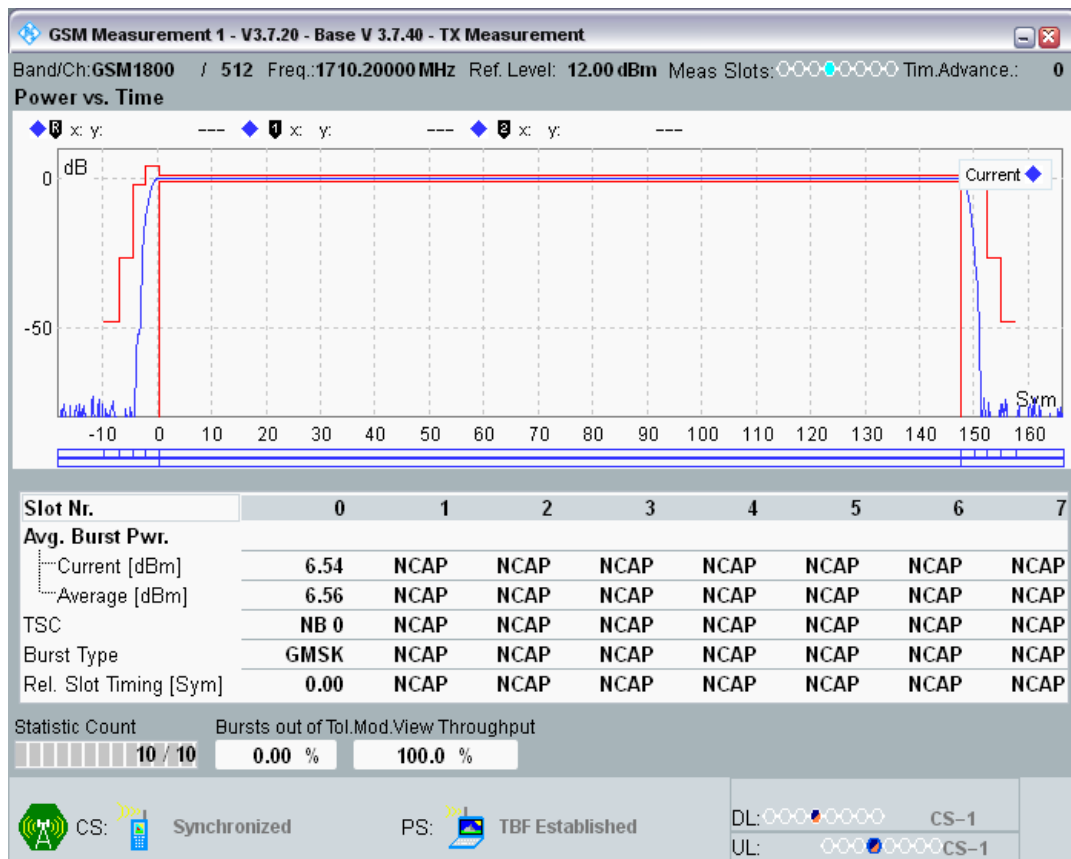 GSM Measurement 1 - V3.7.20 - Base V 3.7.40 - TX Measurement
Band/Ch:GSM1800 / 512 Freq.:1710.20000 MHz Ref. Level: 12.00 dBm Meas Slots: Tim.Advance.: 0
Power vs. Time
R x: y: --- 1 x: y: --- 2 x: y: ---
dB
Current
0
-50
Sym
-10 0 10 20 30 40 50 60 70 80 90 100 110 120 130 140 150 160
Slot Nr. 0 1 2 3 4 5 6 7
Avg. Burst Pwr.
Current [dBm] 6.54 NCAP NCAP NCAP NCAP NCAP NCAP NCAP
Average [dBm] 6.56 NCAP NCAP NCAP NCAP NCAP NCAP NCAP
TSC NB 0 NCAP NCAP NCAP NCAP NCAP NCAP NCAP
Burst Type GMSK NCAP NCAP NCAP NCAP NCAP NCAP NCAP
Rel. Slot Timing [Sym] 0.00 NCAP NCAP NCAP NCAP NCAP NCAP NCAP
Statistic Count Bursts out of Tol.Mod.View Throughput
10 / 10 0.00 % 100.0 %
CS: Synchronized PS: TBF Established
DL: CS-1
UL: CS-1